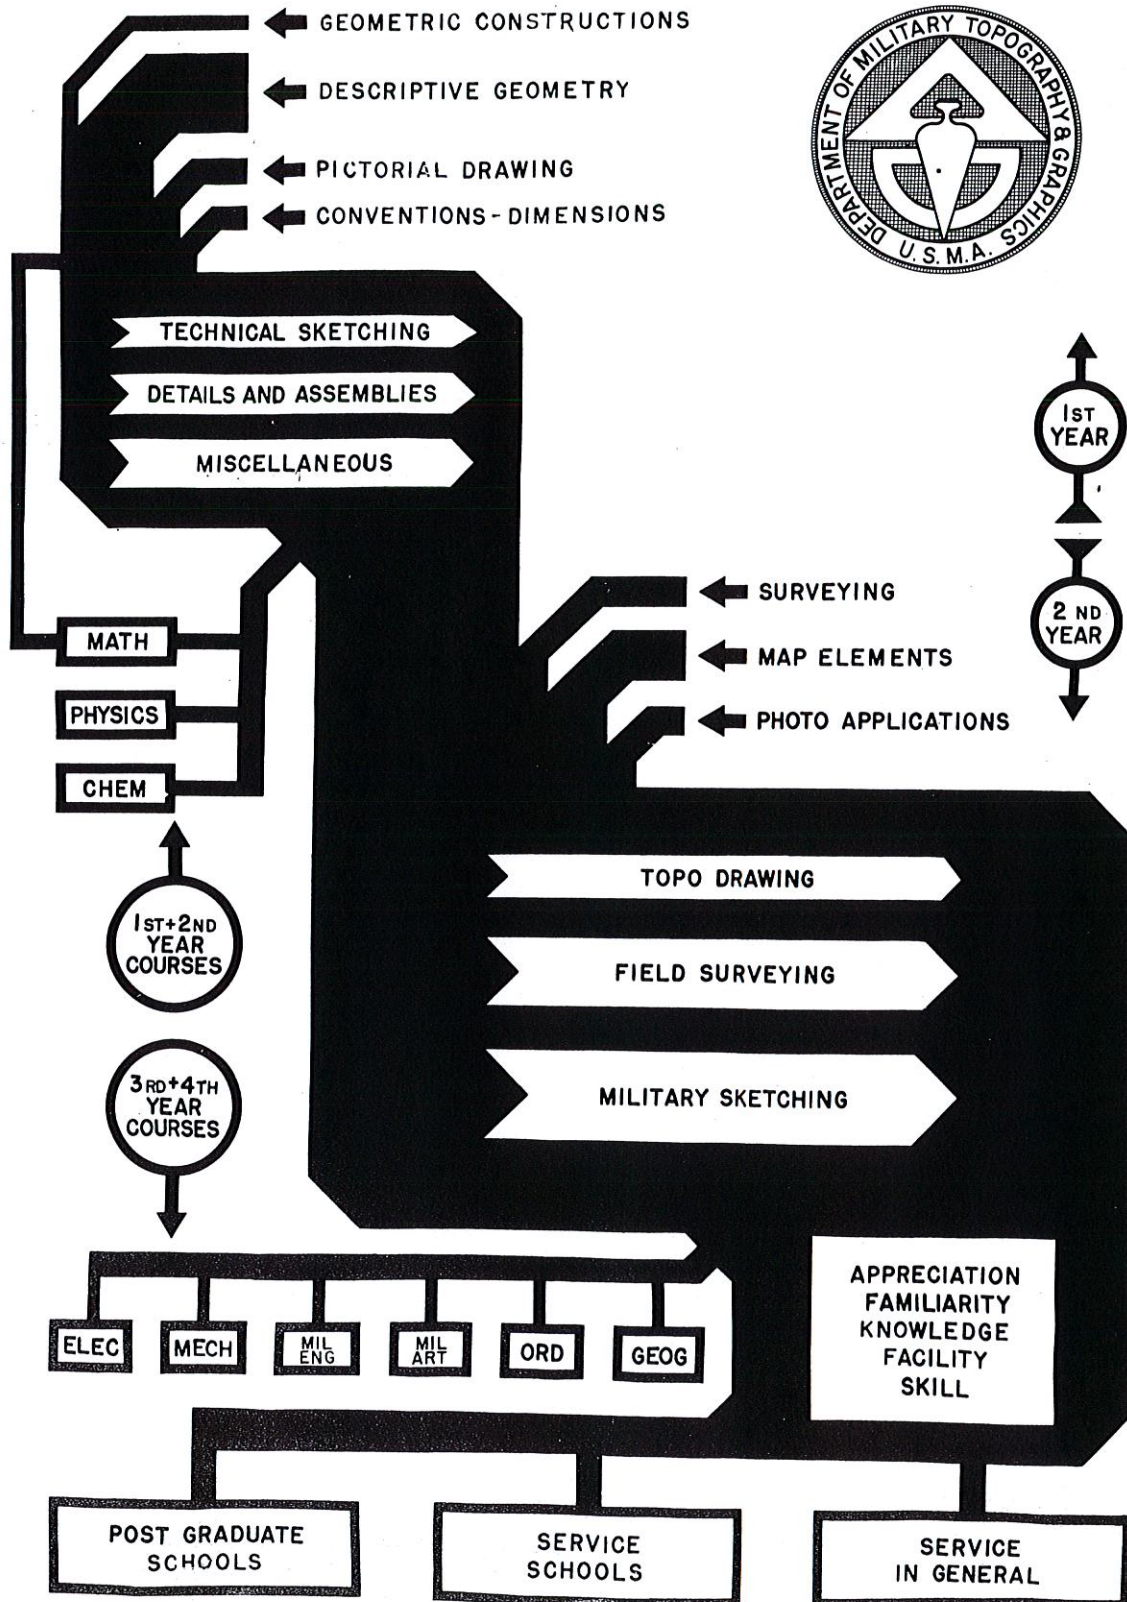 GEOMETRIC CONSTRUCTIONS
DESCRIPTIVE GEOMETRY
PICTORIAL DRAWING
CONVENTIONS-DIMENSIONS
DEPARTMENT OF MILITARY TOPOGRAPHY & GRAPHICS
U.S.M.A.
TECHNICAL SKETCHING
DETAILS AND ASSEMBLIES
MISCELLANEOUS
1ST
YEAR
2 ND
YEAR
SURVEYING
MAP ELEMENTS
PHOTO APPLICATIONS
MATH
PHYSICS
CHEM
1ST+2ND
YEAR
COURSES
3RD+4TH
YEAR
COURSES
TOPO DRAWING
FIELD SURVEYING
MILITARY SKETCHING
ELEC
MECH
MIL
ENG
MIL
ART
ORD
GEOG
APPRECIATION
FAMILIARITY
KNOWLEDGE
FACILITY
SKILL
POST GRADUATE
SCHOOLS
SERVICE
SCHOOLS
SERVICE
IN GENERAL